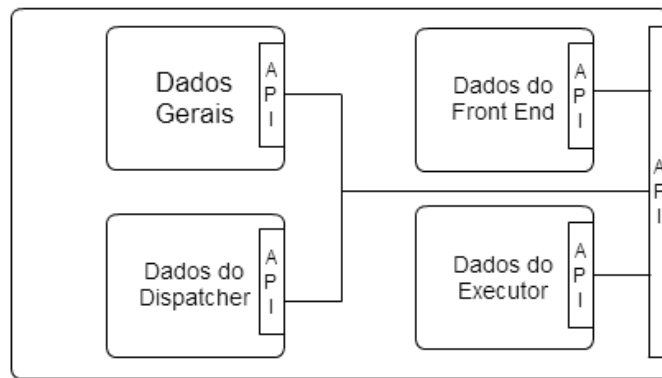 Dados
Gerais
A
P
I
Dados do
Front End
A
P
I
Dados do
Dispatcher
A
P
I
Dados do
Executor
A
P
I
A
P
I